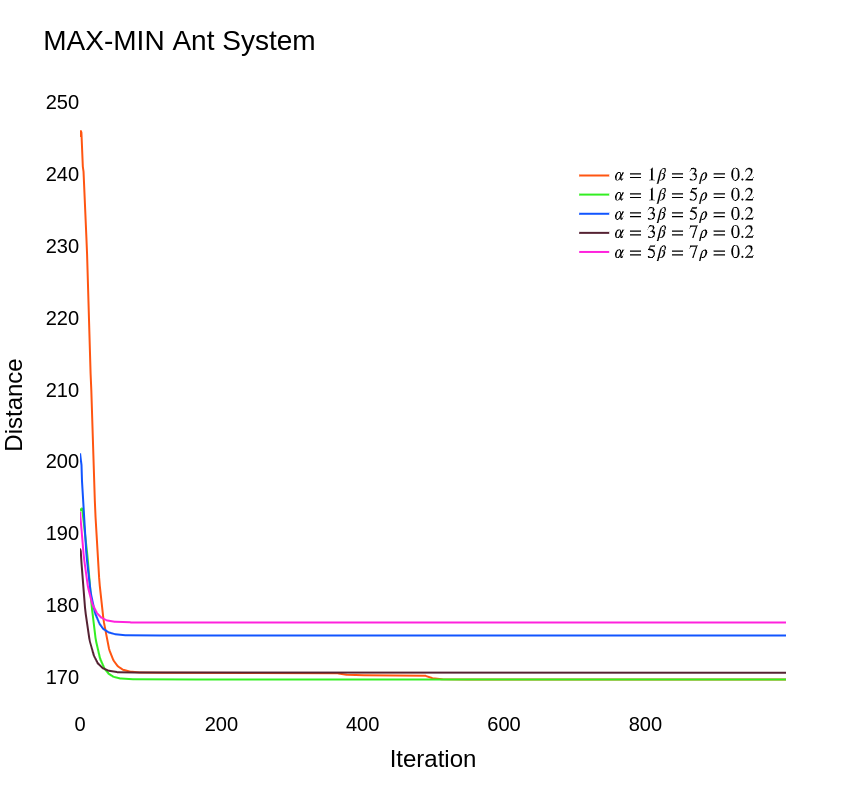 MAX-MIN Ant System
250
240
230
220
210
200
190
180
170
Distance
α = 1β = 3ρ = 0.2
α = 1β = 5ρ = 0.2
α = 3β = 5ρ = 0.2
α = 3β = 7ρ = 0.2
α = 5β = 7ρ = 0.2
0 200 400 600 800
Iteration